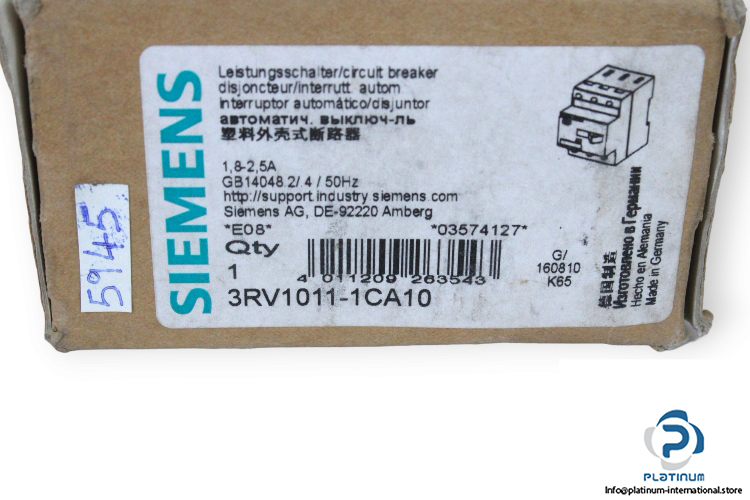 SIEMENS
Leistungsschalter/circuit breaker
disjoncteur/interrutt. autom
interruptor automático/disjuntor
автоматич. выключ-ль
塑料外壳式断路器
1,8-2,5A
GB14048.2/.4 / 50Hz
http://support.industry.siemens.com
Siemens AG, DE-92220 Amberg
*E08* *03574127*
Qty
1
4 011209 263543
3RV1011-1CA10
G/
160810
K65
德国制造
Изготовлено в Германии
Hecho en Alemania
Made in Germany
5945
PLATINUM
Info@platinum-international.store